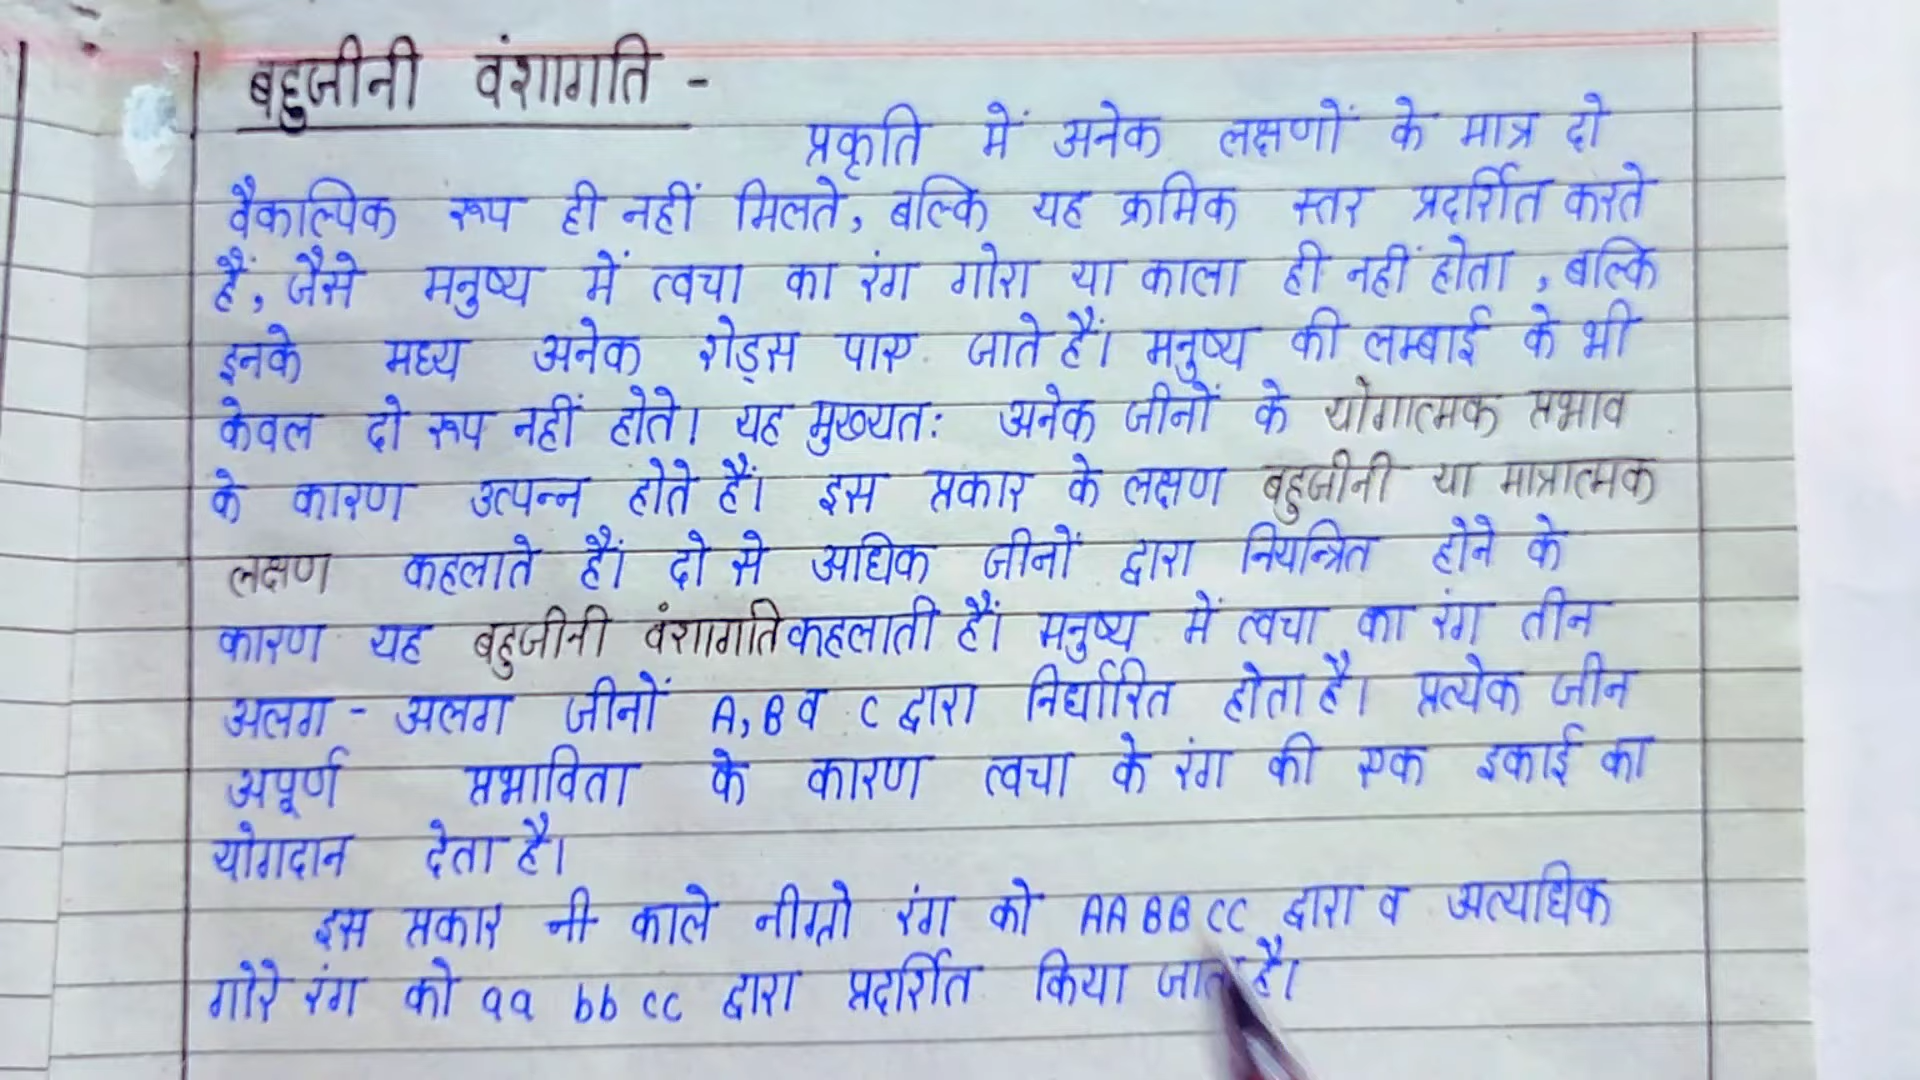 बहुजीनी वंशागति -
प्रकृति में अनेक लक्षणों के मात्र दो
वैकल्पिक रूप ही नहीं मिलते, बल्कि यह क्रमिक स्तर प्रदर्शित करते
हैं, जैसे मनुष्य में त्वचा का रंग गोरा या काला ही नहीं होता, बल्कि
इनके मध्य अनेक शेड्स पाए जाते हैं। मनुष्य की लम्बाई के भी
केवल दो रूप नहीं होते। यह मुख्यतः अनेक जीनों के योगात्मक प्रभाव
के कारण उत्पन्न होते हैं। इस प्रकार के लक्षण बहुजीनी या मात्रात्मक
लक्षण कहलाते हैं। दो से अधिक जीनों द्वारा नियन्त्रित होने के
कारण यह बहुजीनी वंशागति कहलाती हैं। मनुष्य में त्वचा का रंग तीन
अलग - अलग जीनों A, B व C द्वारा निर्धारित होता है। प्रत्येक जीन
अपूर्ण प्रभाविता के कारण त्वचा के रंग की एक इकाई का
योगदान देता है।
इस प्रकार नी काले नीग्रो रंग को AA BB CC द्वारा व अत्यधिक
गोरे रंग को aa bb cc द्वारा प्रदर्शित किया जाता है।